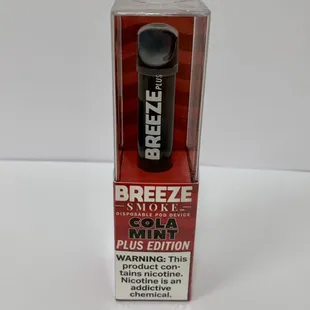 BREEZE PLUS
BREEZE
SMOKE
DISPOSABLE POD DEVICE
COLA
MINT
PLUS EDITION
WARNING: This
product con-
tains nicotine.
Nicotine is an
addictive
chemical.